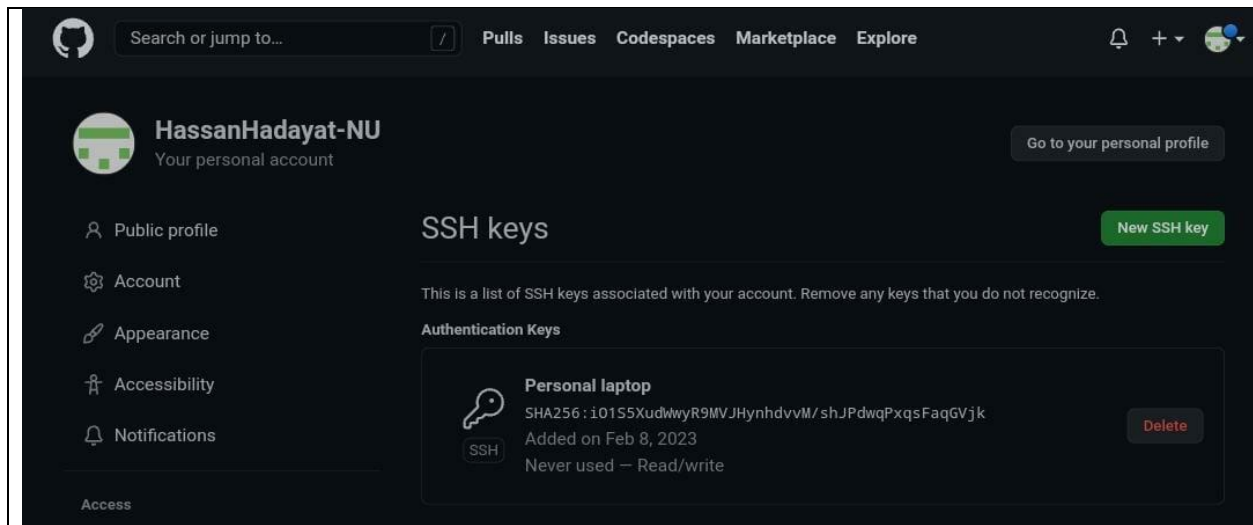 Search or jump to...
/
Pulls Issues Codespaces Marketplace Explore
HassanHadayat-NU
Your personal account
Go to your personal profile
Public profile
Account
Appearance
Accessibility
Notifications
Access
SSH keys
New SSH key
This is a list of SSH keys associated with your account. Remove any keys that you do not recognize.
Authentication Keys
Personal laptop
SHA256:iO1S5XudWwyR9MVJHynhdvvM/shJPdwqPxqsFaqGVjk
Added on Feb 8, 2023
Never used — Read/write
SSH
Delete